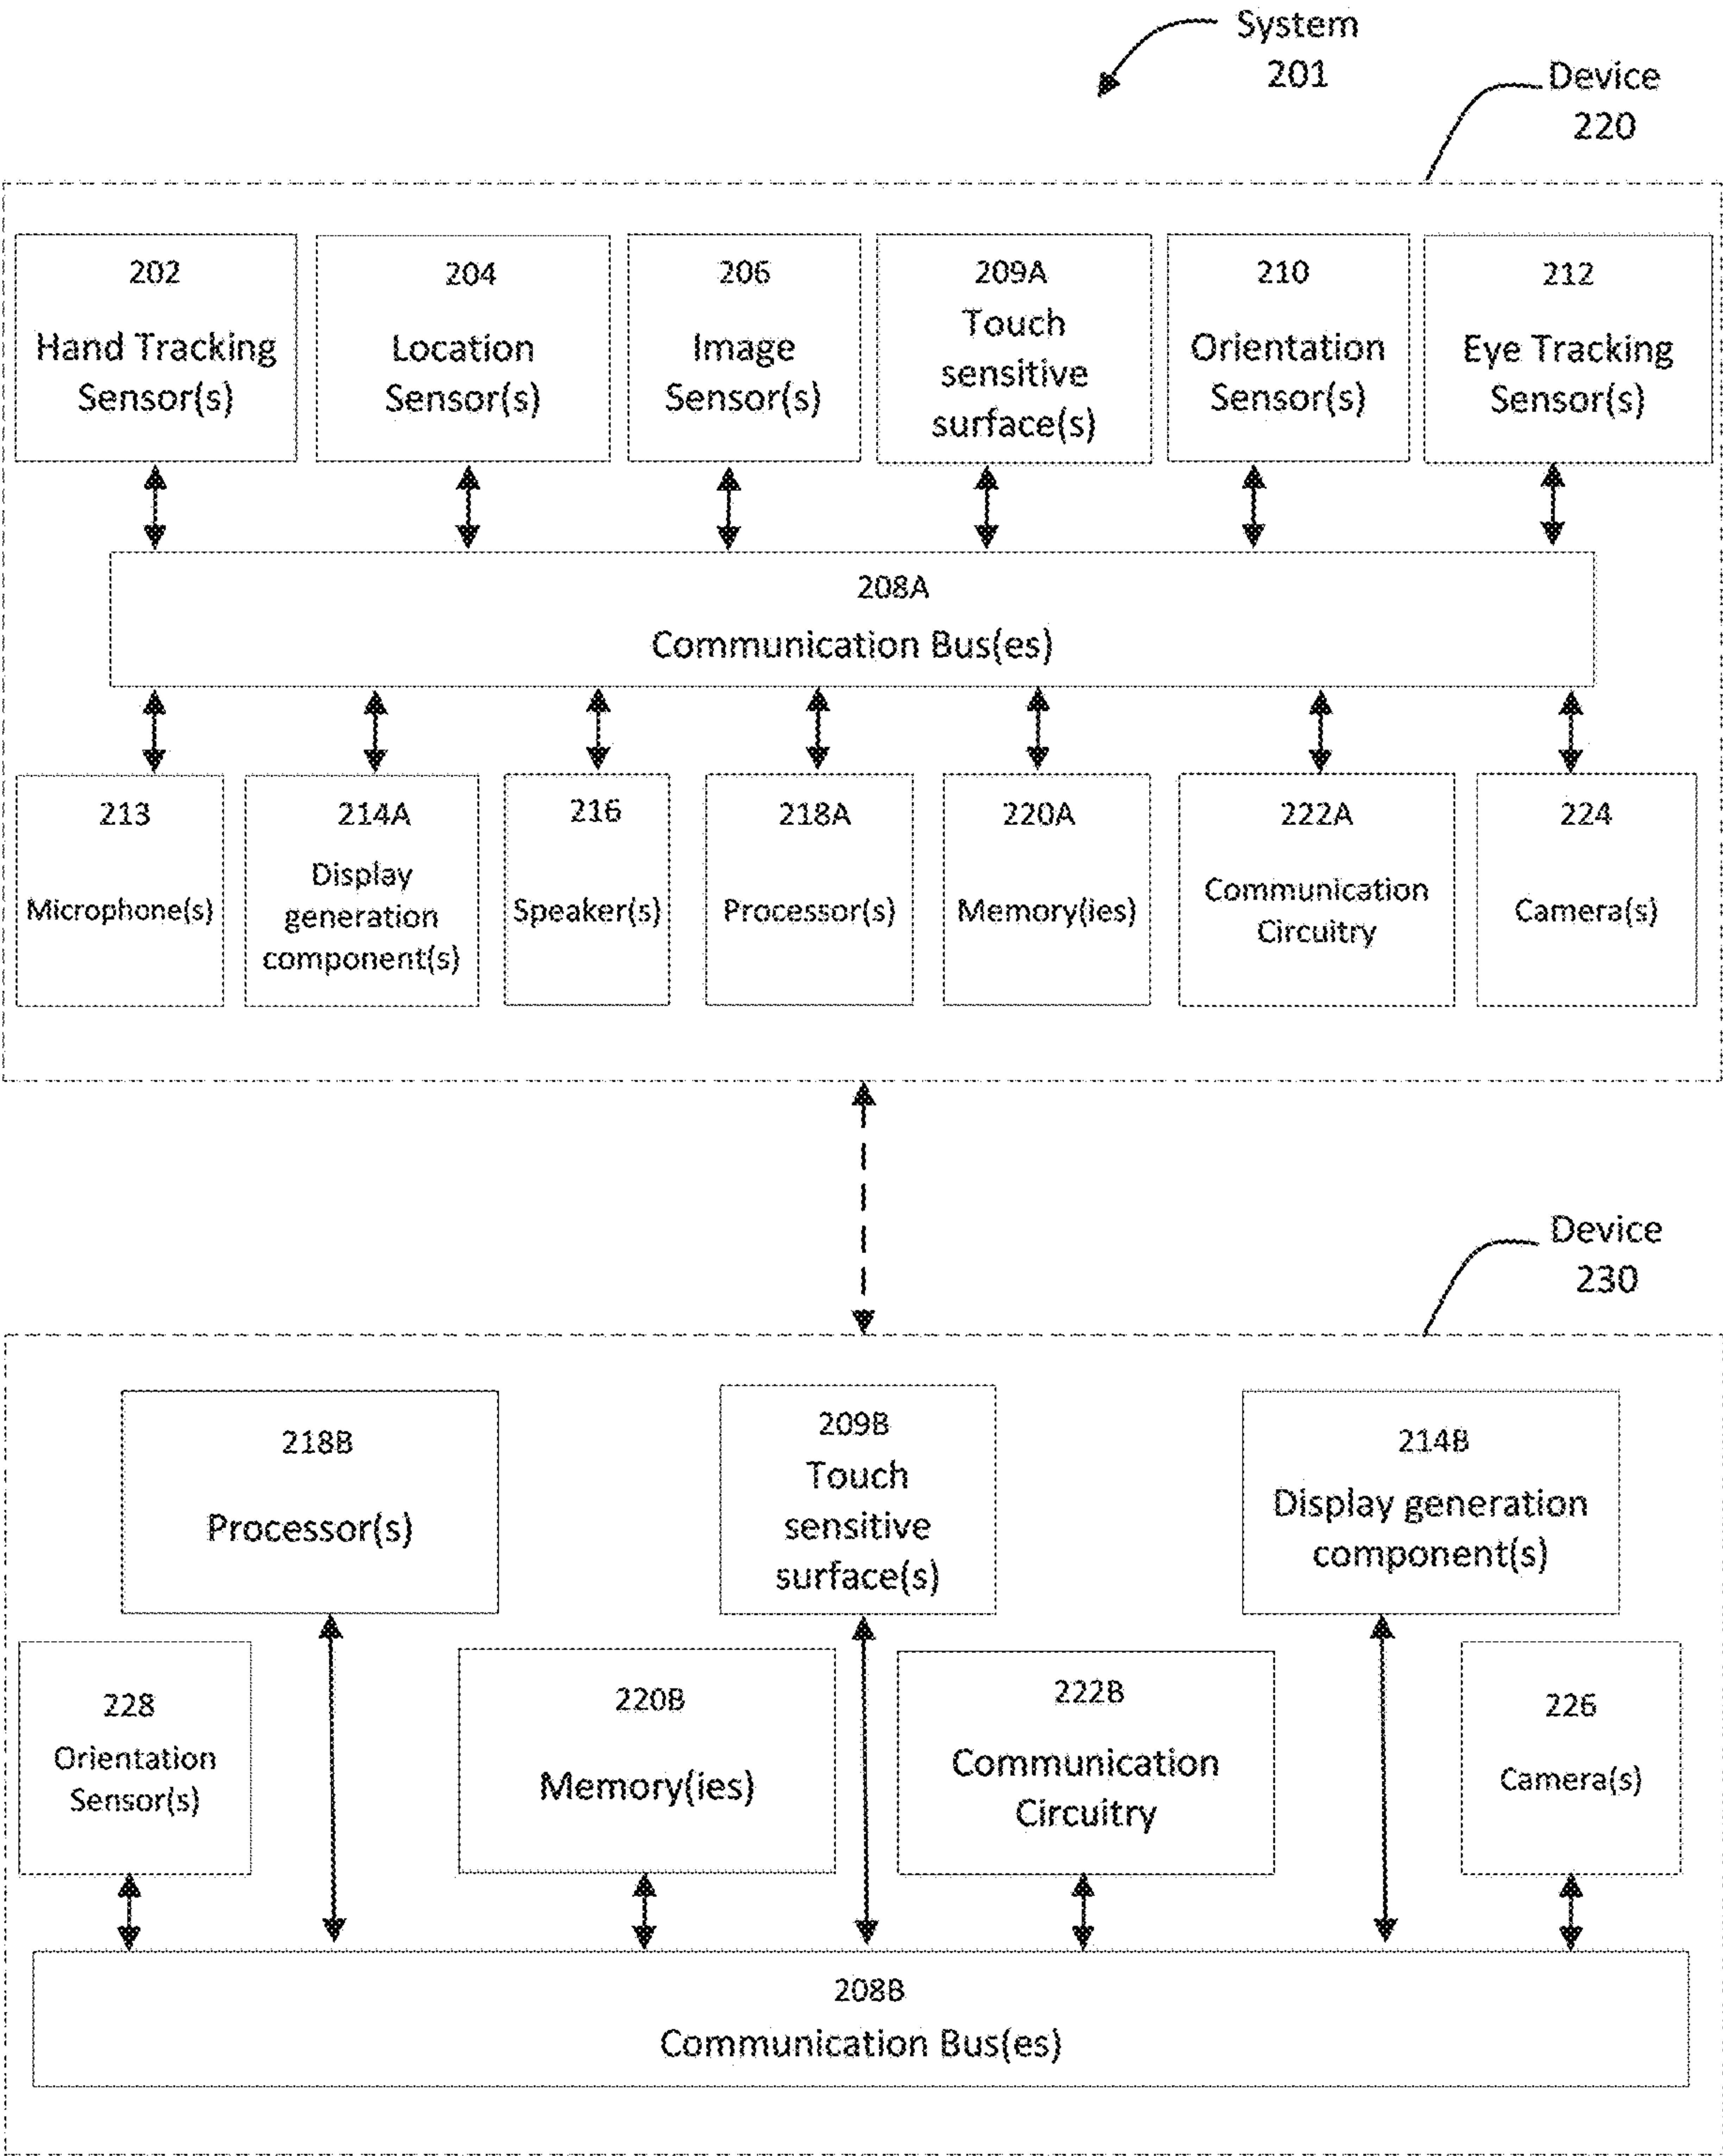 System
201
Device
220
202
Hand Tracking
Sensor(s)
204
Location
Sensor(s)
206
Image
Sensor(s)
209A
Touch
sensitive
surface(s)
210
Orientation
Sensor(s)
212
Eye Tracking
Sensor(s)
208A
Communication Bus(es)
213
Microphone(s)
214A
Display
generation
component(s)
216
Speaker(s)
218A
Processor(s)
220A
Memory(ies)
222A
Communication
Circuitry
224
Camera(s)
Device
230
218B
Processor(s)
209B
Touch
sensitive
surface(s)
214B
Display generation
component(s)
228
Orientation
Sensor(s)
220B
Memory(ies)
222B
Communication
Circuitry
226
Camera(s)
208B
Communication Bus(es)